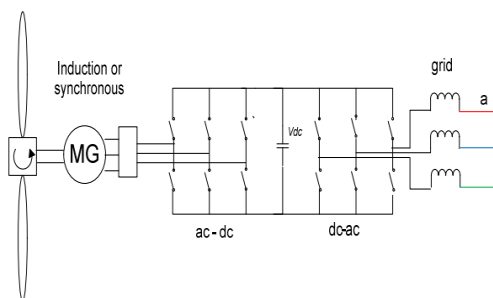 Induction or
synchronous
grid
a
MG
Vdc
ac - dc
dc-ac